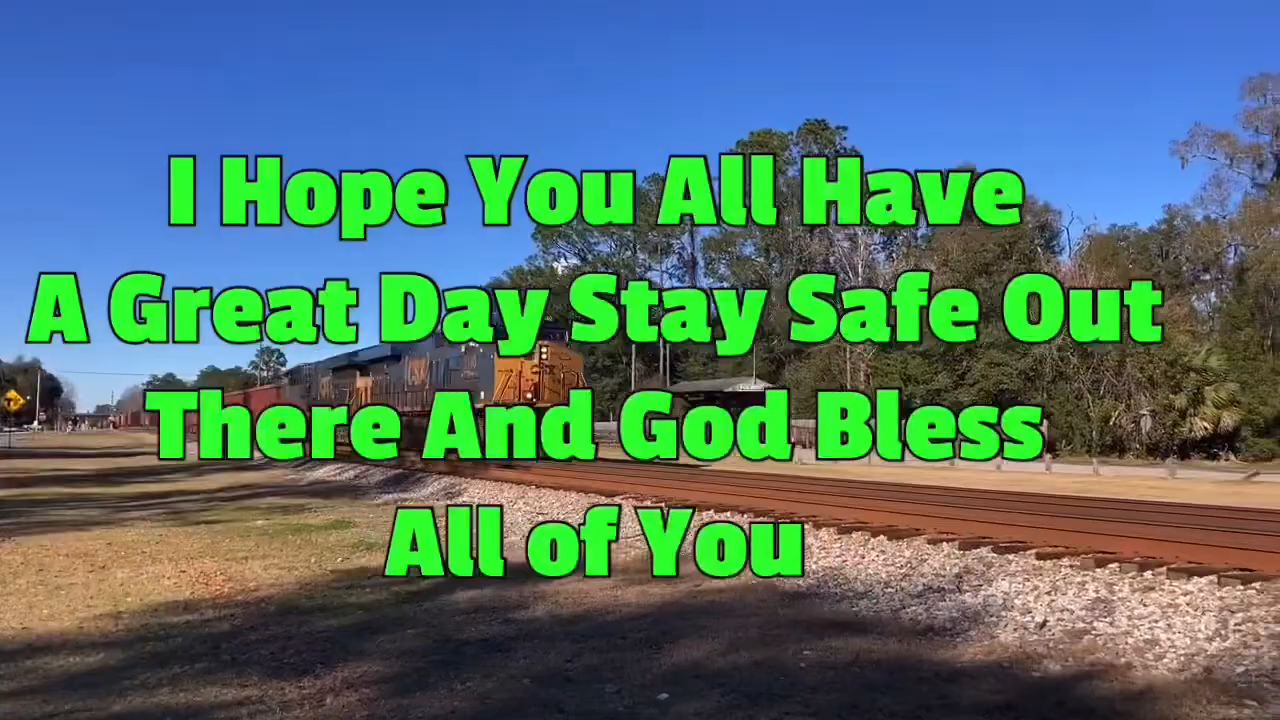 I Hope You All Have
A Great Day Stay Safe Out
There And God Bless
All of You